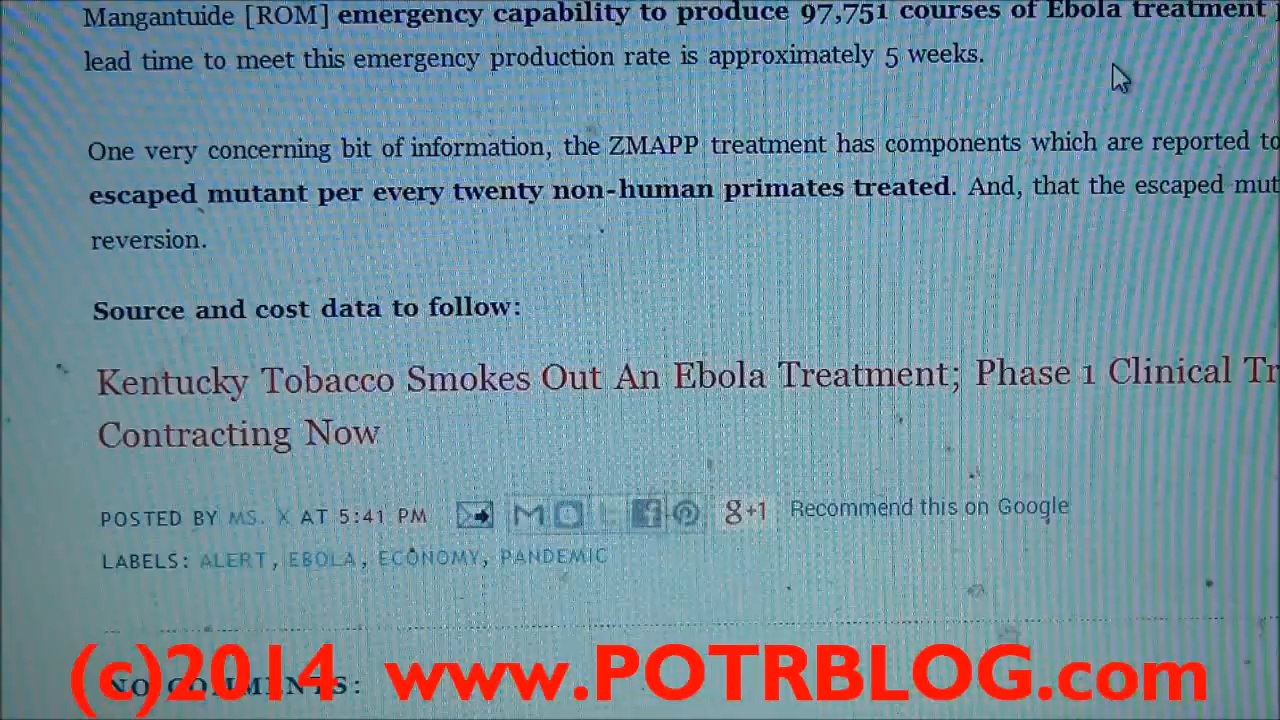 Mangantuide [ROM] emergency capability to produce 97,751 courses of Ebola treatment
lead time to meet this emergency production rate is approximately 5 weeks.
One very concerning bit of information, the ZMAPP treatment has components which are reported to
escaped mutant per every twenty non-human primates treated. And, that the escaped mut
reversion.
Source and cost data to follow:
Kentucky Tobacco Smokes Out An Ebola Treatment; Phase 1 Clinical Tr
Contracting Now
POSTED BY MS. X AT 5:41 PM
g+1 Recommend this on Google
LABELS: ALERT, EBOLA, ECONOMY, PANDEMIC
NO COMMENTS:
(c)2014 www.POTRBLOG.com